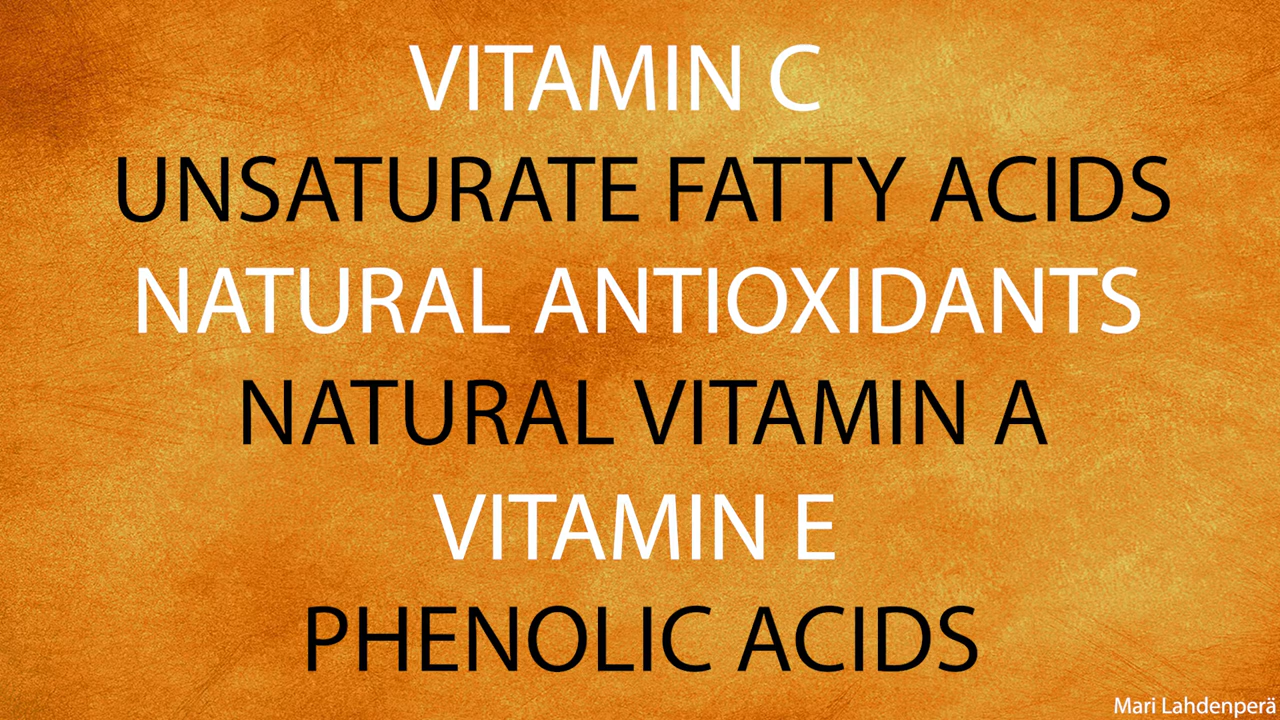 VITAMIN C
UNSATURATE FATTY ACIDS
NATURAL ANTIOXIDANTS
NATURAL VITAMIN A
VITAMIN E
PHENOLIC ACIDS
Mari Lahdenperä